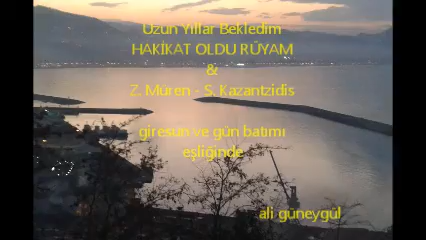 Uzun Yıllar Bekledim
HAKİKAT OLDU RÜYAM
&
Z. Müren - S. Kazantzidis
giresun ve gün batımı
eşliğinde
ali güneygül